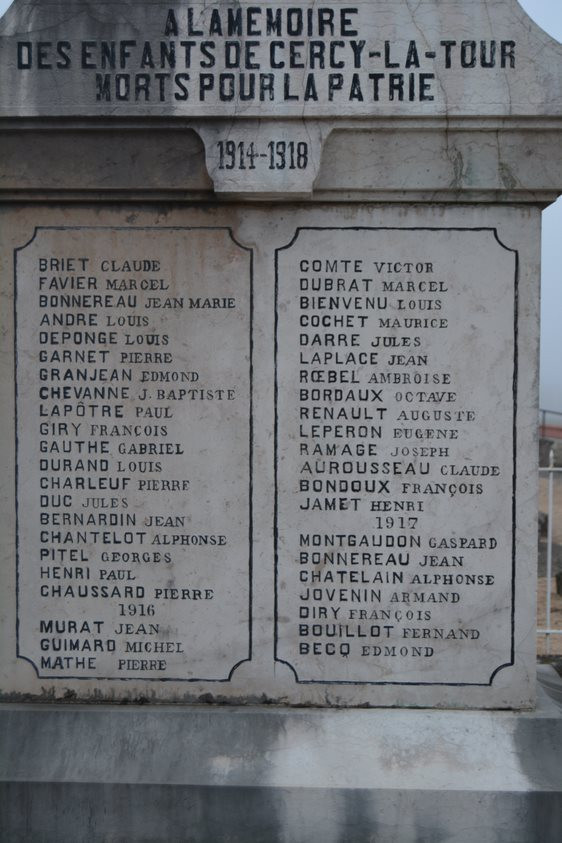 A LA MEMOIRE
DES ENFANTS DE CERCY-LA-TOUR
MORTS POUR LA PATRIE
1914-1918
BRIET CLAUDE
FAVIER MARCEL
BONNEREAU JEAN MARIE
ANDRE LOUIS
DEPONGE LOUIS
GARNET PIERRE
GRANJEAN EDMOND
CHEVANNE J. BAPTISTE
LAPÔTRE PAUL
GIRY FRANÇOIS
GAUTHE GABRIEL
DURAND LOUIS
CHARLEUF PIERRE
DUC JULES
BERNARDIN JEAN
CHANTELOT ALPHONSE
PITEL GEORGES
HENRI PAUL
CHAUSSARD PIERRE
1916
MURAT JEAN
GUIMARD MICHEL
MATHE PIERRE
COMTE VICTOR
DUBRAT MARCEL
BIENVENU LOUIS
COCHET MAURICE
DARRE JULES
LAPLACE JEAN
RŒBEL AMBROISE
BORDAUX OCTAVE
RENAULT AUGUSTE
LEPERON EUGENE
RAMAGE JOSEPH
AUROUSSEAU CLAUDE
BONDOUX FRANÇOIS
JAMET HENRI
1917
MONTGAUDON GASPARD
BONNEREAU JEAN
CHATELAIN ALPHONSE
JOVENIN ARMAND
DIRY FRANÇOIS
BOUILLOT FERNAND
BECQ EDMOND